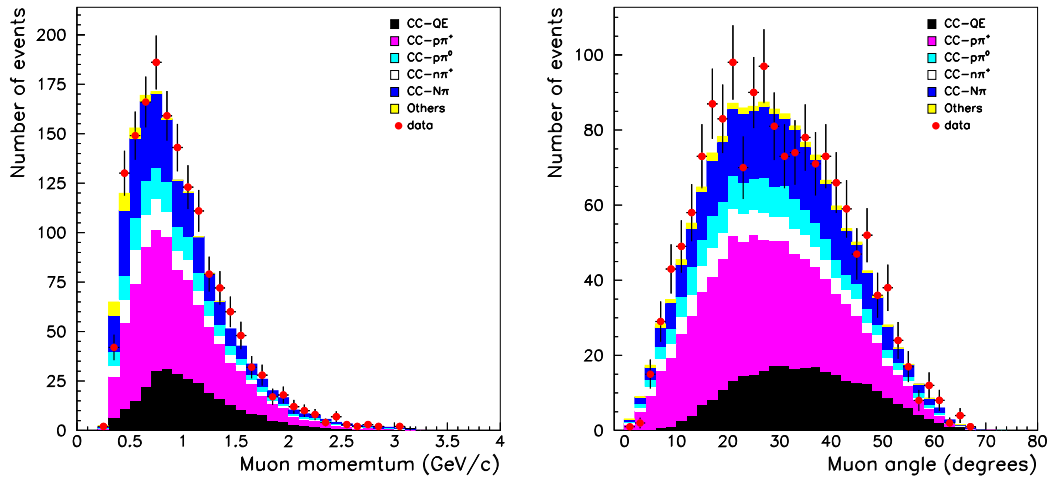 Number of events
200
175
150
125
100
75
50
25
0
0
0.5
1
1.5
2
2.5
3
3.5
4
Muon momemtum (GeV/c)
CC-QE
CC-pπ⁺
CC-pπ⁰
CC-nπ⁺
CC-Nπ
Others
data
Number of events
100
80
60
40
20
0
0
10
20
30
40
50
60
70
80
Muon angle (degrees)
CC-QE
CC-pπ⁺
CC-pπ⁰
CC-nπ⁺
CC-Nπ
Others
data